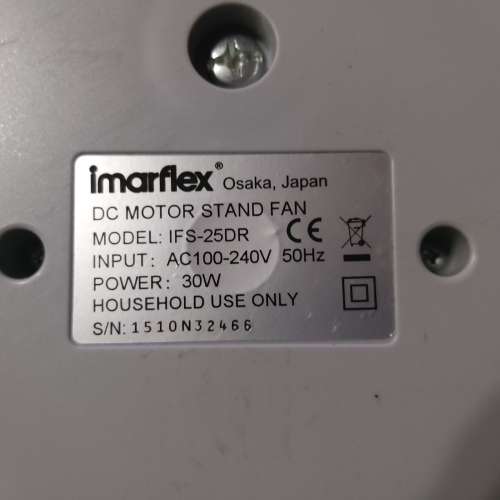 imarflex® Osaka, Japan
DC MOTOR STAND FAN
MODEL: IFS-25DR CE
INPUT: AC100-240V 50Hz
POWER: 30W
HOUSEHOLD USE ONLY
S/N: 1510N32466